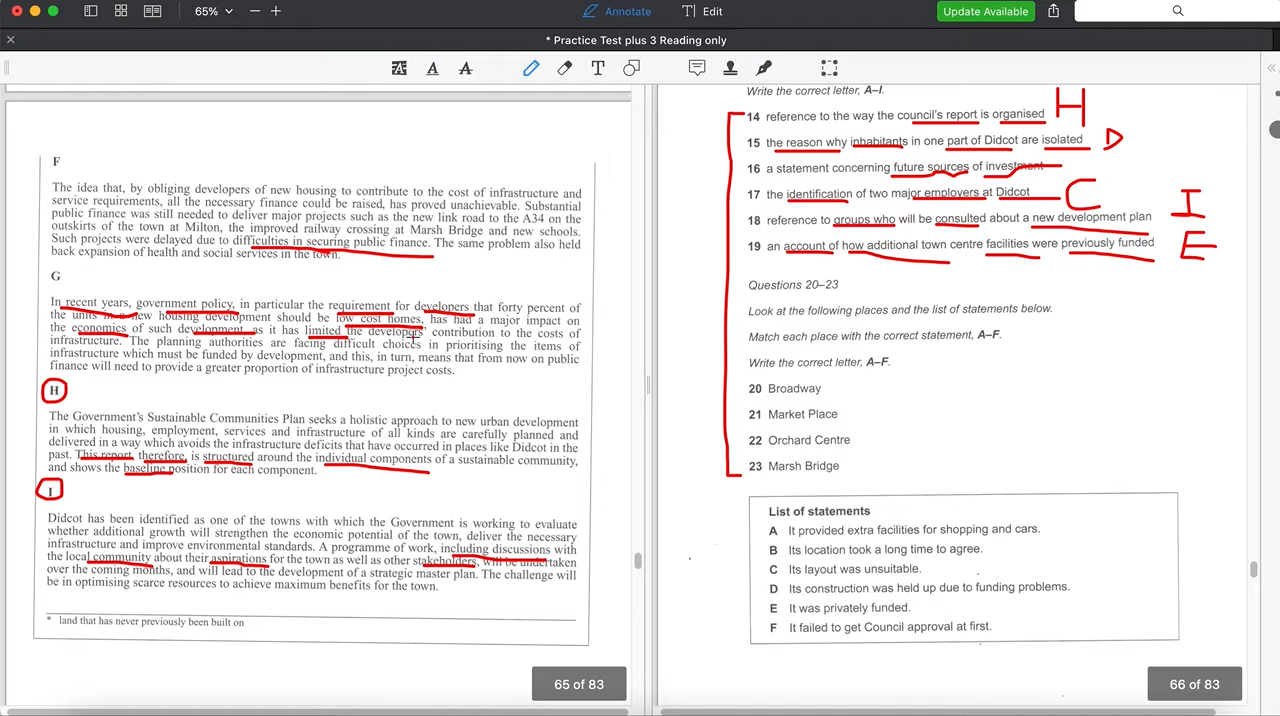 65%
Annotate
Edit
Update Available
* Practice Test plus 3 Reading only
F
The idea that, by obliging developers of new housing to contribute to the cost of infrastructure and
service requirements, all the necessary finance could be raised, has proved unachievable. Substantial
public finance was still needed to deliver major projects such as the new link road to the A34 on the
outskirts of the town at Milton, the improved railway crossing at Marsh Bridge and new schools.
Such projects were delayed due to difficulties in securing public finance. The same problem also held
back expansion of health and social services in the town.
G
In recent years, government policy, in particular the requirement for developers that forty percent of
the units in a new housing development should be low cost homes, has had a major impact on
the economics of such development, as it has limited the developers' contribution to the costs of
infrastructure. The planning authorities are facing difficult choices in prioritising the items of
infrastructure which must be funded by development, and this, in turn, means that from now on public
finance will need to provide a greater proportion of infrastructure project costs.
H
The Government's Sustainable Communities Plan seeks a holistic approach to new urban development
in which housing, employment, services and infrastructure of all kinds are carefully planned and
delivered in a way which avoids the infrastructure deficits that have occurred in places like Didcot in the
past. This report, therefore, is structured around the individual components of a sustainable community,
and shows the baseline position for each component.
I
Didcot has been identified as one of the towns with which the Government is working to evaluate
whether additional growth will strengthen the economic potential of the town, deliver the necessary
infrastructure and improve environmental standards. A programme of work, including discussions with
the local community about their aspirations for the town as well as other stakeholders, will be undertaken
over the coming months, and will lead to the development of a strategic master plan. The challenge will
be in optimising scarce resources to achieve maximum benefits for the town.
* land that has never previously been built on
65 of 83
Write the correct letter, A–I.
14 reference to the way the council's report is organised H
15 the reason why inhabitants in one part of Didcot are isolated D
16 a statement concerning future sources of investment
17 the identification of two major employers at Didcot C
18 reference to groups who will be consulted about a new development plan I
19 an account of how additional town centre facilities were previously funded E
Questions 20–23
Look at the following places and the list of statements below.
Match each place with the correct statement, A–F.
Write the correct letter, A–F.
20 Broadway
21 Market Place
22 Orchard Centre
23 Marsh Bridge
List of statements
A It provided extra facilities for shopping and cars.
B Its location took a long time to agree.
C Its layout was unsuitable.
D Its construction was held up due to funding problems.
E It was privately funded.
F It failed to get Council approval at first.
66 of 83